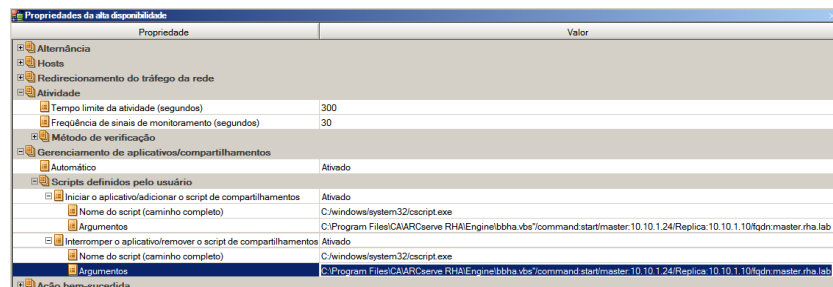 Propriedades da alta disponibilidade
Propriedade Valor
Alternância
Hosts
Redirecionamento do tráfego da rede
Atividade
Tempo limite da atividade (segundos) 300
Freqüência de sinais de monitoramento (segundos) 30
Método de verificação
Gerenciamento de aplicativos/compartilhamentos
Automático Ativado
Scripts definidos pelo usuário
Iniciar o aplicativo/adicionar o script de compartilhamentos Ativado
Nome do script (caminho completo) C:/windows/system32/cscript.exe
Argumentos C:\Program Files\CA\ARCserve RHA\Engine\bbha.vbs"/command:start/master:10.10.1.24/Replica:10.10.1.10/fqdn:master.rha.lab
Interromper o aplicativo/remover o script de compartilhamentos Ativado
Nome do script (caminho completo) C:/windows/system32/cscript.exe
Argumentos C:\Program Files\CA\ARCserve RHA\Engine\bbha.vbs"/command:start/master:10.10.1.24/Replica:10.10.1.10/fqdn:master.rha.lab
Ação bem-sucedida